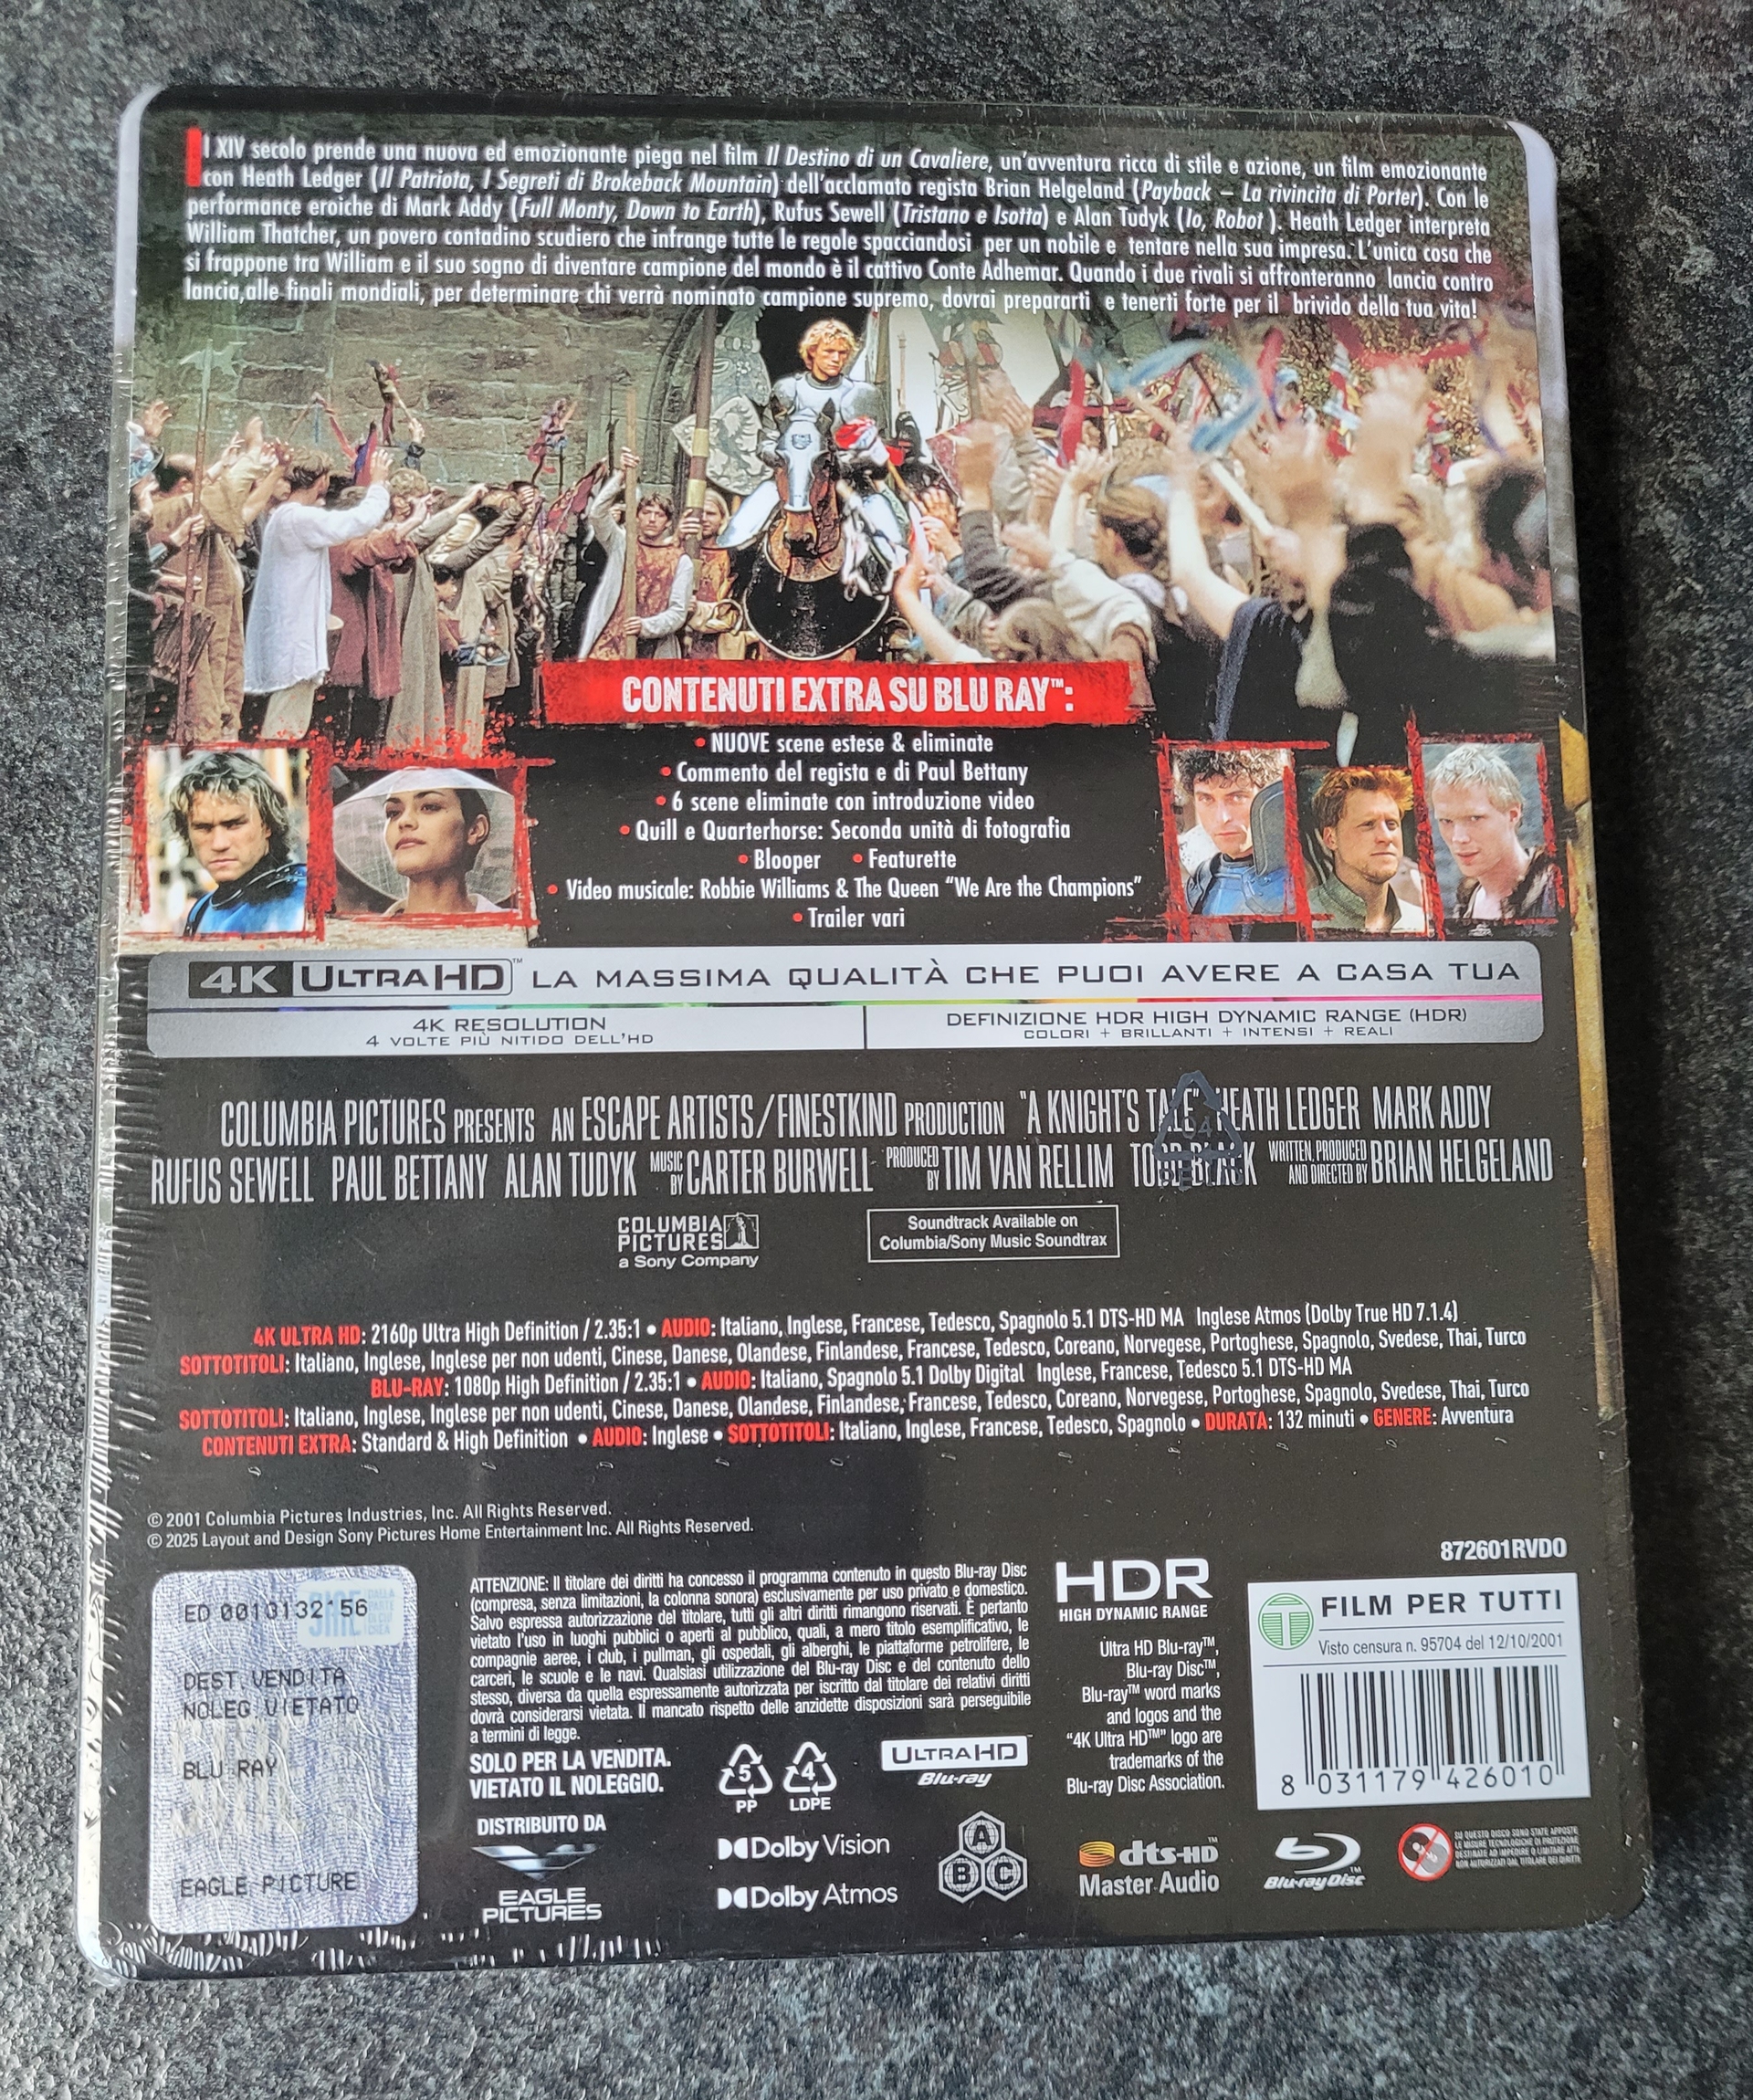 Il XIV secolo prende una nuova ed emozionante piega nel film Il Destino di un Cavaliere, un'avventura ricca di stile e azione, un film emozionante
con Heath Ledger (Il Patriota, I Segreti di Brokeback Mountain) dell'acclamato regista Brian Helgeland (Payback – La rivincita di Porter). Con le
performance eroiche di Mark Addy (Full Monty, Down to Earth), Rufus Sewell (Tristano e Isotta) e Alan Tudyk (Io, Robot ). Heath Ledger interpreta
William Thatcher, un povero contadino scudiero che infrange tutte le regole spacciandosi per un nobile e tentare nella sua impresa. L'unica cosa che
si frappone tra William e il suo sogno di diventare campione del mondo è il cattivo Conte Adhemar. Quando i due rivali si affronteranno lancia contro
lancia,alle finali mondiali, per determinare chi verrà nominato campione supremo, dovrai prepararti e tenerti forte per il brivido della tua vita!
CONTENUTI EXTRA SU BLU RAY™:
• NUOVE scene estese & eliminate
• Commento del regista e di Paul Bettany
• 6 scene eliminate con introduzione video
• Quill e Quarterhorse: Seconda unità di fotografia
• Blooper • Featurette
• Video musicale: Robbie Williams & The Queen "We Are the Champions"
• Trailer vari
4K ULTRA HD™ LA MASSIMA QUALITÀ CHE PUOI AVERE A CASA TUA
4K RESOLUTION
4 VOLTE PIÙ NITIDO DELL'HD
DEFINIZIONE HDR HIGH DYNAMIC RANGE (HDR)
COLORI + BRILLANTI + INTENSI + REALI
COLUMBIA PICTURES PRESENTS AN ESCAPE ARTISTS/FINESTKIND PRODUCTION "A KNIGHT'S TALE" HEATH LEDGER MARK ADDY
RUFUS SEWELL PAUL BETTANY ALAN TUDYK MUSIC BY CARTER BURWELL PRODUCED BY TIM VAN RELLIM TODD BLACK WRITTEN, PRODUCED AND DIRECTED BY BRIAN HELGELAND
COLUMBIA
PICTURES
a Sony Company
Soundtrack Available on
Columbia/Sony Music Soundtrax
4K ULTRA HD: 2160p Ultra High Definition / 2.35:1 • AUDIO: Italiano, Inglese, Francese, Tedesco, Spagnolo 5.1 DTS-HD MA Inglese Atmos (Dolby True HD 7.1.4)
SOTTOTITOLI: Italiano, Inglese, Inglese per non udenti, Cinese, Danese, Olandese, Finlandese, Francese, Tedesco, Coreano, Norvegese, Portoghese, Spagnolo, Svedese, Thai, Turco
BLU-RAY: 1080p High Definition / 2.35:1 • AUDIO: Italiano, Spagnolo 5.1 Dolby Digital Inglese, Francese, Tedesco 5.1 DTS-HD MA
SOTTOTITOLI: Italiano, Inglese, Inglese per non udenti, Cinese, Danese, Olandese, Finlandese, Francese, Tedesco, Coreano, Norvegese, Portoghese, Spagnolo, Svedese, Thai, Turco
CONTENUTI EXTRA: Standard & High Definition • AUDIO: Inglese • SOTTOTITOLI: Italiano, Inglese, Francese, Tedesco, Spagnolo • DURATA: 132 minuti • GENERE: Avventura
© 2001 Columbia Pictures Industries, Inc. All Rights Reserved.
© 2025 Layout and Design Sony Pictures Home Entertainment Inc. All Rights Reserved.
872601RVDO
ED 0010132156
DEST.VENDITA
NOLEG.VIETATO
BLU RAY
EAGLE PICTURE
ATTENZIONE: Il titolare dei diritti ha concesso il programma contenuto in questo Blu-ray Disc
(compresa, senza limitazioni, la colonna sonora) esclusivamente per uso privato e domestico.
Salvo espressa autorizzazione del titolare, tutti gli altri diritti rimangono riservati. È pertanto
vietato l'uso in luoghi pubblici o aperti al pubblico, quali, a mero titolo esemplificativo, le
compagnie aeree, i club, i pullman, gli ospedali, gli alberghi, le piattaforme petrolifere, le
carceri, le scuole e le navi. Qualsiasi utilizzazione del Blu-ray Disc e del contenuto dello
stesso, diversa da quella espressamente autorizzata per iscritto dal titolare dei relativi diritti
dovrà considerarsi vietata. Il mancato rispetto delle anzidette disposizioni sarà perseguibile
a termini di legge.
SOLO PER LA VENDITA.
VIETATO IL NOLEGGIO.
5
PP
4
LDPE
ULTRA HD
Blu-ray
DISTRIBUITO DA
EAGLE
PICTURES
Dolby Vision
Dolby Atmos
A
B C
HDR
HIGH DYNAMIC RANGE
Ultra HD Blu-ray™,
Blu-ray Disc™,
Blu-ray™ word marks
and logos and the
"4K Ultra HD™" logo are
trademarks of the
Blu-ray Disc Association.
dts-HD™
Master Audio
T FILM PER TUTTI
Visto censura n. 95704 del 12/10/2001
8 031179 426010
Blu-ray Disc™
SU QUESTO DISCO SONO STATE APPOSTE
LE MISURE TECNOLOGICHE DI PROTEZIONE
DESTINATE AD IMPEDIRE O LIMITARE ATTI
NON AUTORIZZATI DAL TITOLARE DEI DIRITTI